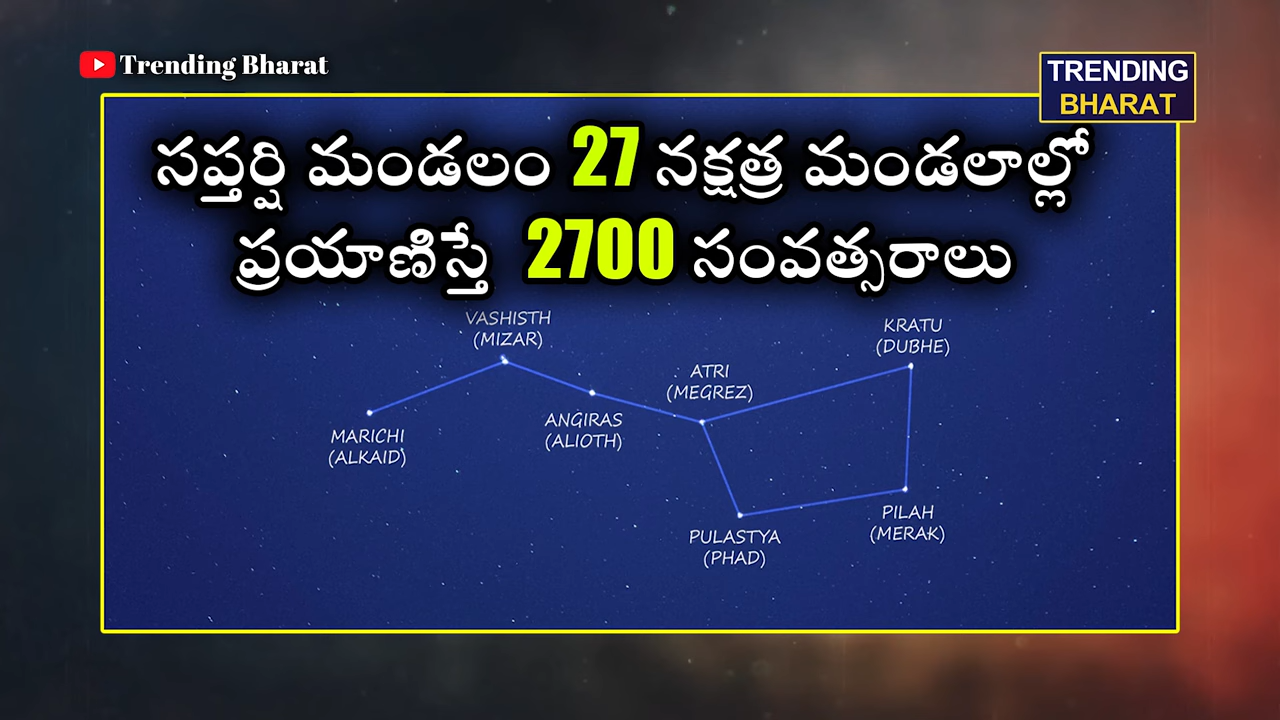 Trending Bharat
TRENDING
BHARAT
సప్తర్షి మండలం 27 నక్షత్ర మండలాల్లో
ప్రయాణిస్తే 2700 సంవత్సరాలు
VASHISTH
(MIZAR)
KRATU
(DUBHE)
ATRI
(MEGREZ)
ANGIRAS
(ALIOTH)
MARICHI
(ALKAID)
PILAH
(MERAK)
PULASTYA
(PHAD)